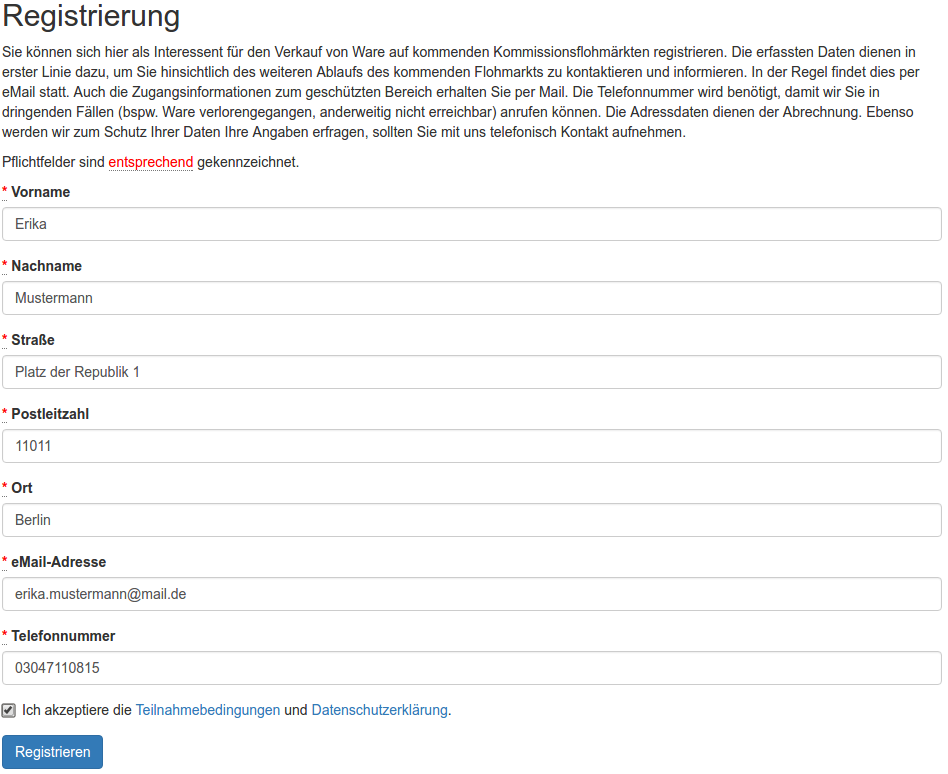 Registrierung
Sie können sich hier als Interessent für den Verkauf von Ware auf kommenden Kommissionsflohmärkten registrieren. Die erfassten Daten dienen in
erster Linie dazu, um Sie hinsichtlich des weiteren Ablaufs des kommenden Flohmarkts zu kontaktieren und informieren. In der Regel findet dies per
eMail statt. Auch die Zugangsinformationen zum geschützten Bereich erhalten Sie per Mail. Die Telefonnummer wird benötigt, damit wir Sie in
dringenden Fällen (bspw. Ware verlorengegangen, anderweitig nicht erreichbar) anrufen können. Die Adressdaten dienen der Abrechnung. Ebenso
werden wir zum Schutz Ihrer Daten Ihre Angaben erfragen, sollten Sie mit uns telefonisch Kontakt aufnehmen.
Pflichtfelder sind entsprechend gekennzeichnet.
* Vorname
Erika
* Nachname
Mustermann
* Straße
Platz der Republik 1
* Postleitzahl
11011
* Ort
Berlin
* eMail-Adresse
erika.mustermann@mail.de
* Telefonnummer
03047110815
Ich akzeptiere die Teilnahmebedingungen und Datenschutzerklärung.
Registrieren